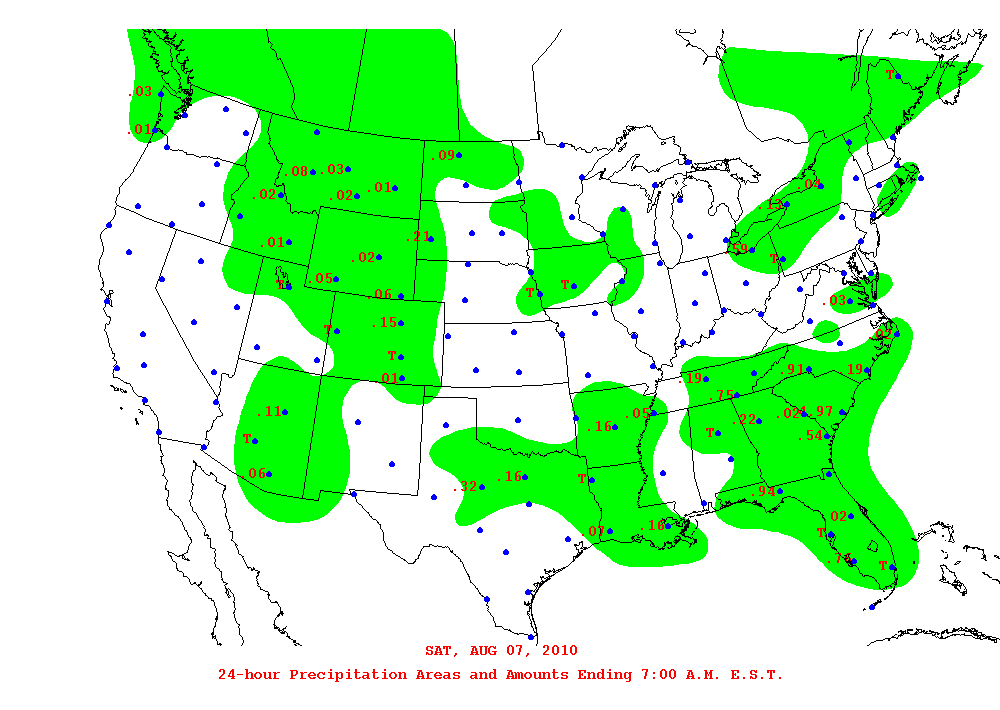 T
.03
.01
.09
.08 .03
.01
.02 .02
.04
.13
.21
.01
.59
.02
T
.05
T
T T
.06
.03
.15
T
.02
T
.91
.19
.19
.01
.75
.11
.05
.02 .97
.22
.16
T
T
.54
.06
.16
T
.32
.94
.02
.16
.07
T
T
SAT, AUG 07, 2010
24-hour Precipitation Areas and Amounts Ending 7:00 A.M. E.S.T.